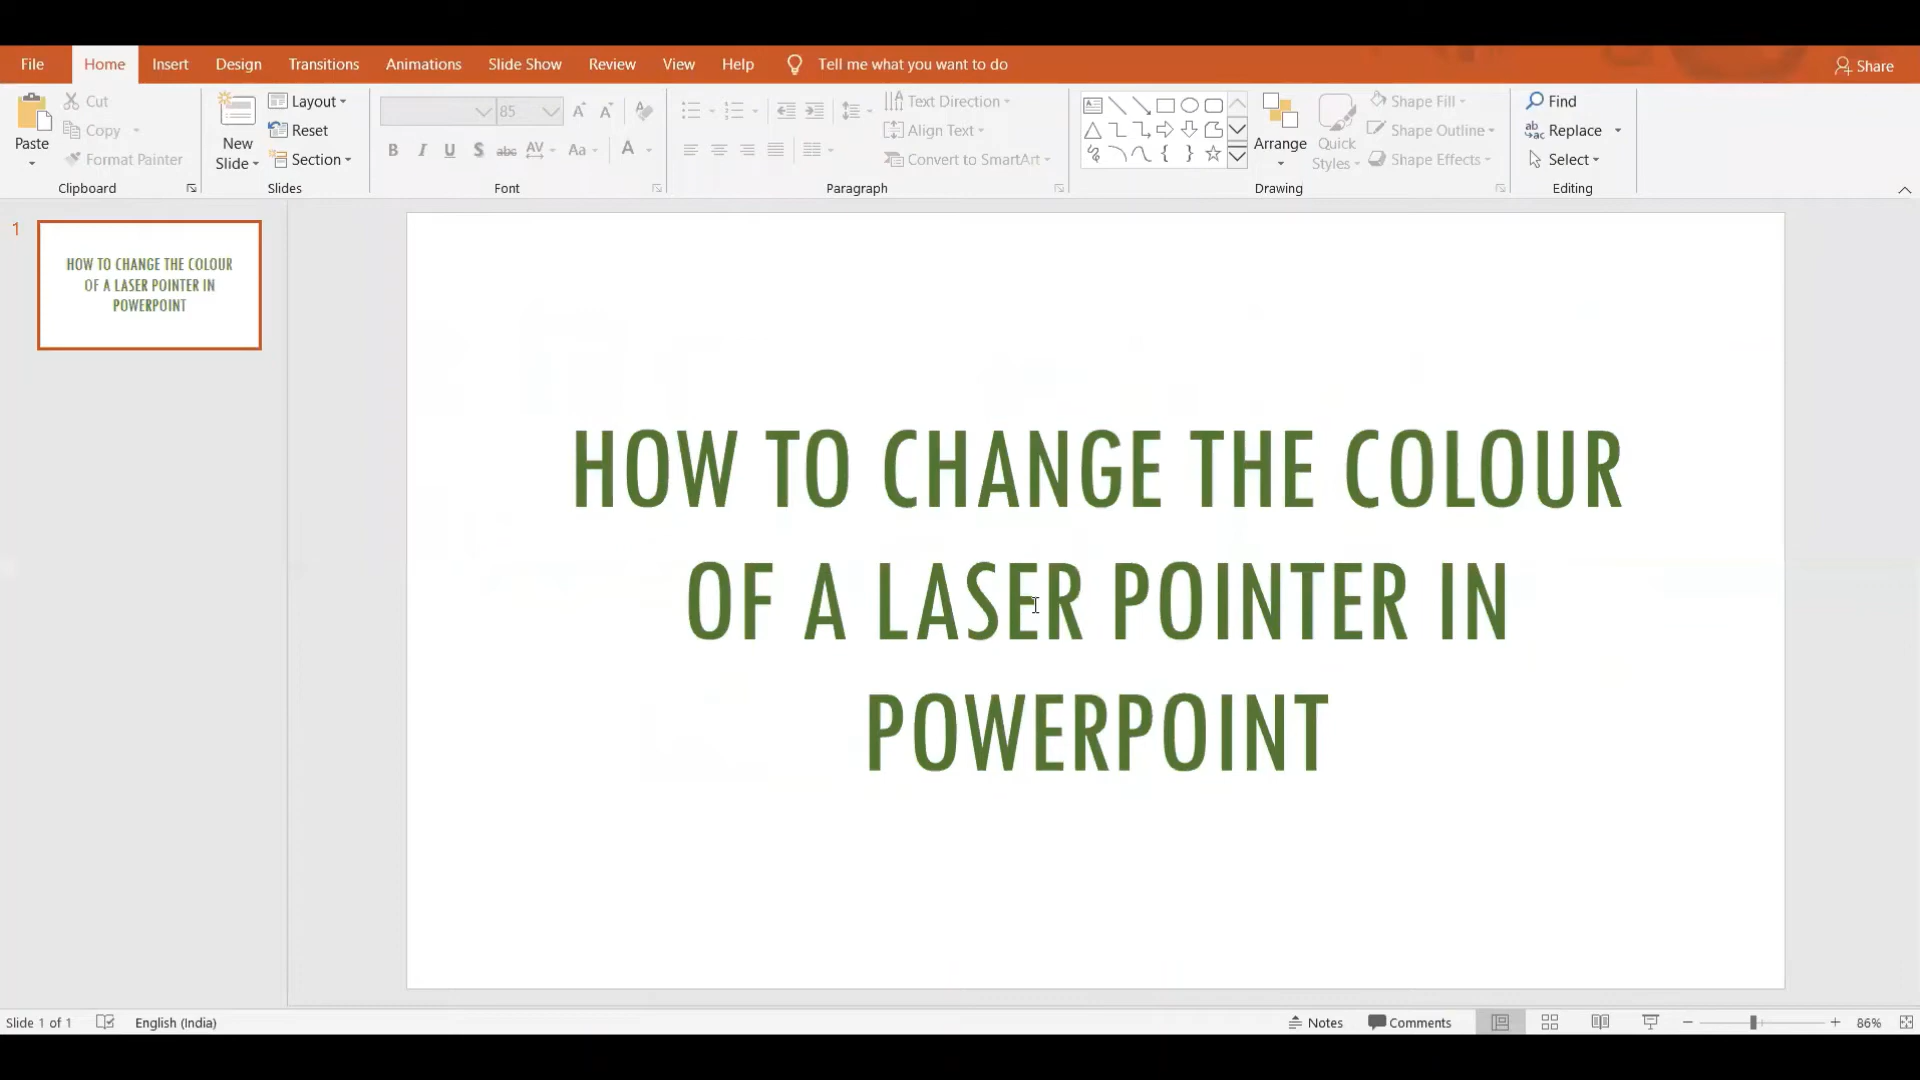 File Home Insert Design Transitions Animations Slide Show Review View Help Tell me what you want to do Share
Cut
Copy
Format Painter
Paste
Clipboard
New
Slide
Layout
Reset
Section
Slides
85
B I U S abc AV Aa A
Font
Text Direction
Align Text
Convert to SmartArt
Paragraph
Arrange
Quick
Styles
Shape Fill
Shape Outline
Shape Effects
Drawing
Find
Replace
Select
Editing
1
HOW TO CHANGE THE COLOUR
OF A LASER POINTER IN
POWERPOINT
HOW TO CHANGE THE COLOUR
OF A LASER POINTER IN
POWERPOINT
Slide 1 of 1 English (India) Notes Comments 86%